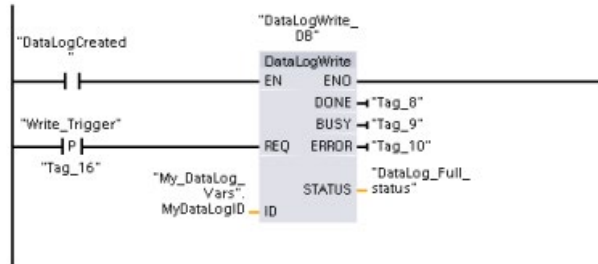 "DataLogWrite_
DB"
"DataLogCreated
"
DataLogWrite
EN ENO
DONE "Tag_8"
"Write_Trigger"
BUSY "Tag_9"
P
REQ ERROR "Tag_10"
"Tag_16"
"My_DataLog_
Vars".
MyDataLogID ID
"DataLog_Full_
STATUS status"